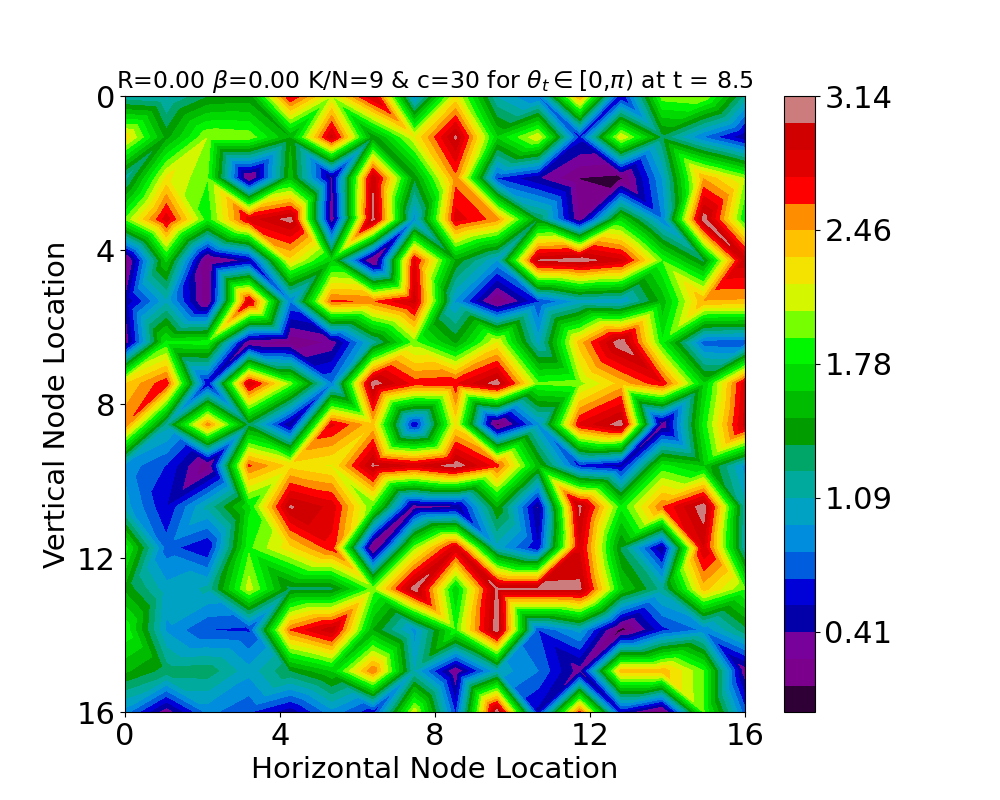 R=0.00 β=0.00 K/N=9 & c=30 for θₜ ∈ [0,π) at t = 8.5
0
4
8
12
16
Vertical Node Location
0 4 8 12 16
Horizontal Node Location
3.14
2.46
1.78
1.09
0.41